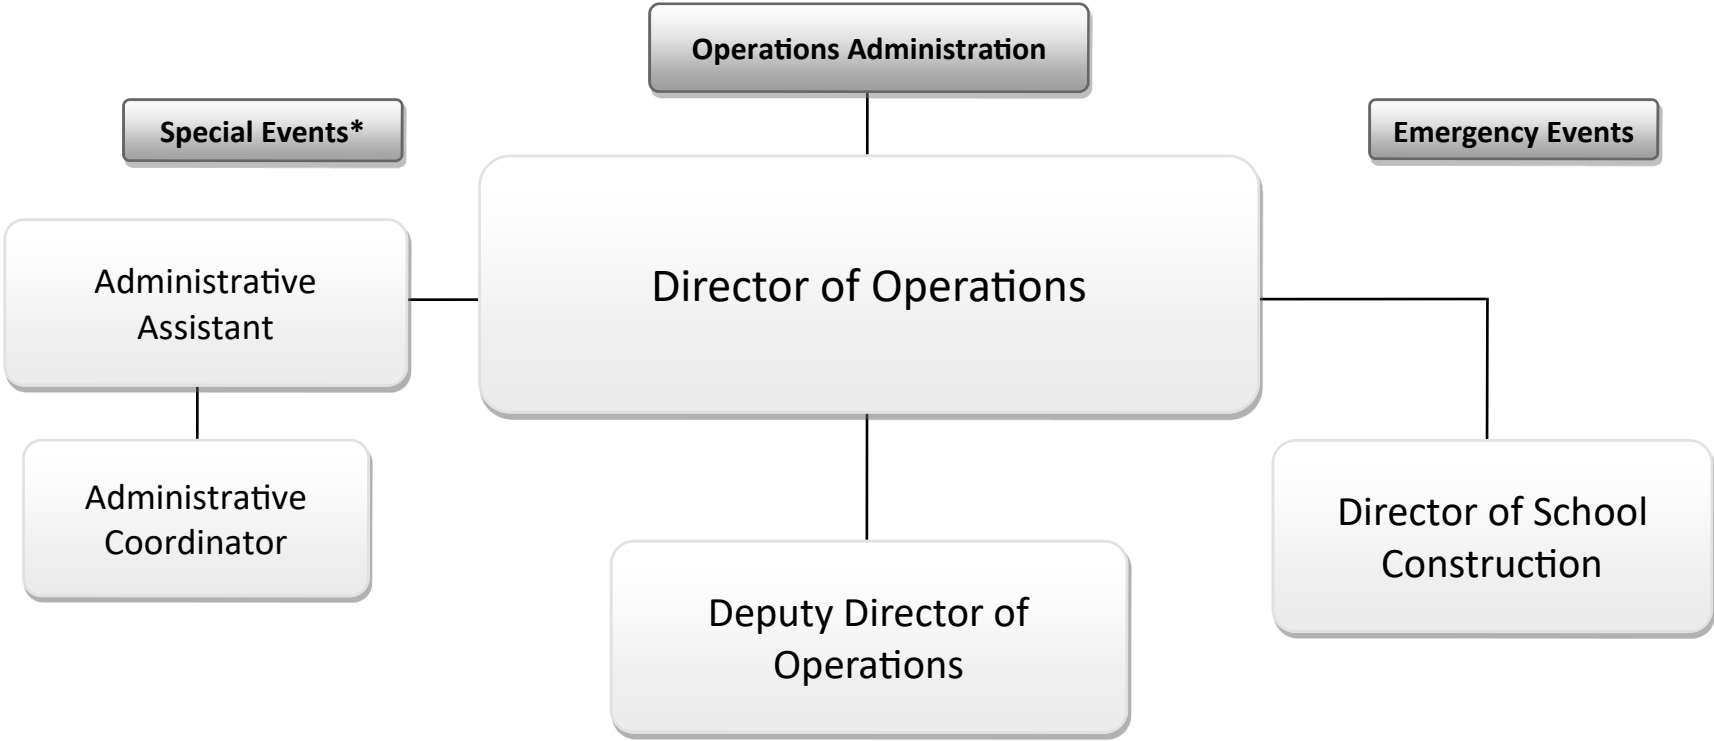 Operations Administration
Special Events*
Emergency Events
Administrative
Assistant
Director of Operations
Administrative
Coordinator
Director of School
Construction
Deputy Director of
Operations